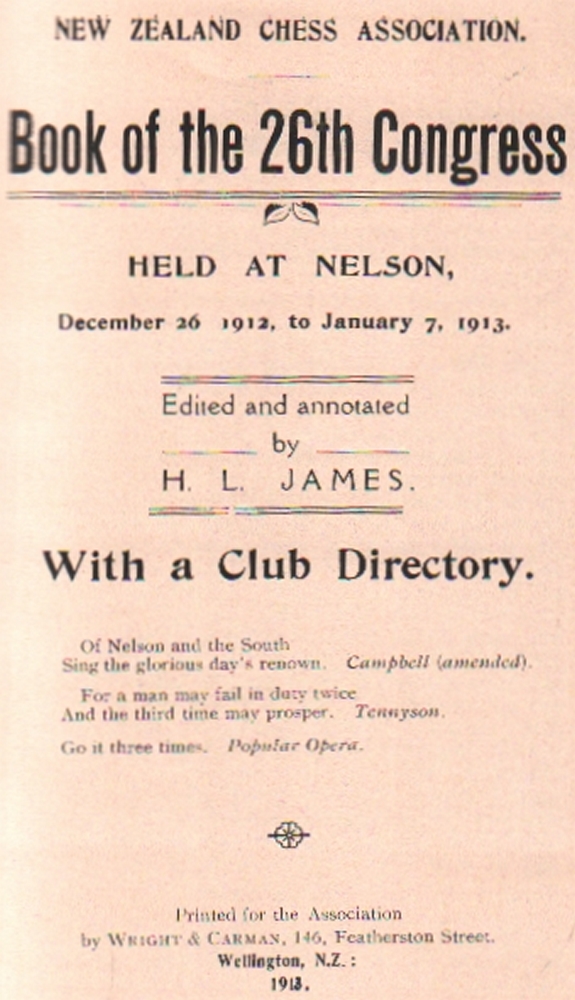 NEW ZEALAND CHESS ASSOCIATION.
Book of the 26th Congress
HELD AT NELSON,
December 26 1912, to January 7, 1913.
Edited and annotated
by
H. L. JAMES.
With a Club Directory.
Of Nelson and the South
Sing the glorious day's renown. Campbell (amended).
For a man may fail in duty twice
And the third time may prosper. Tennyson.
Go it three times. Popular Opera.
Printed for the Association
by WRIGHT & CARMAN, 146, Featherston Street.
Wellington, N.Z.:
1913.